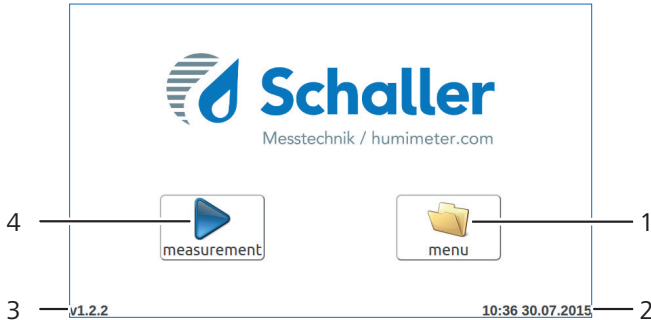 Schaller
Messtechnik / humimeter.com
4
measurement
menu
1
3
v1.2.2
10:36 30.07.2015
2